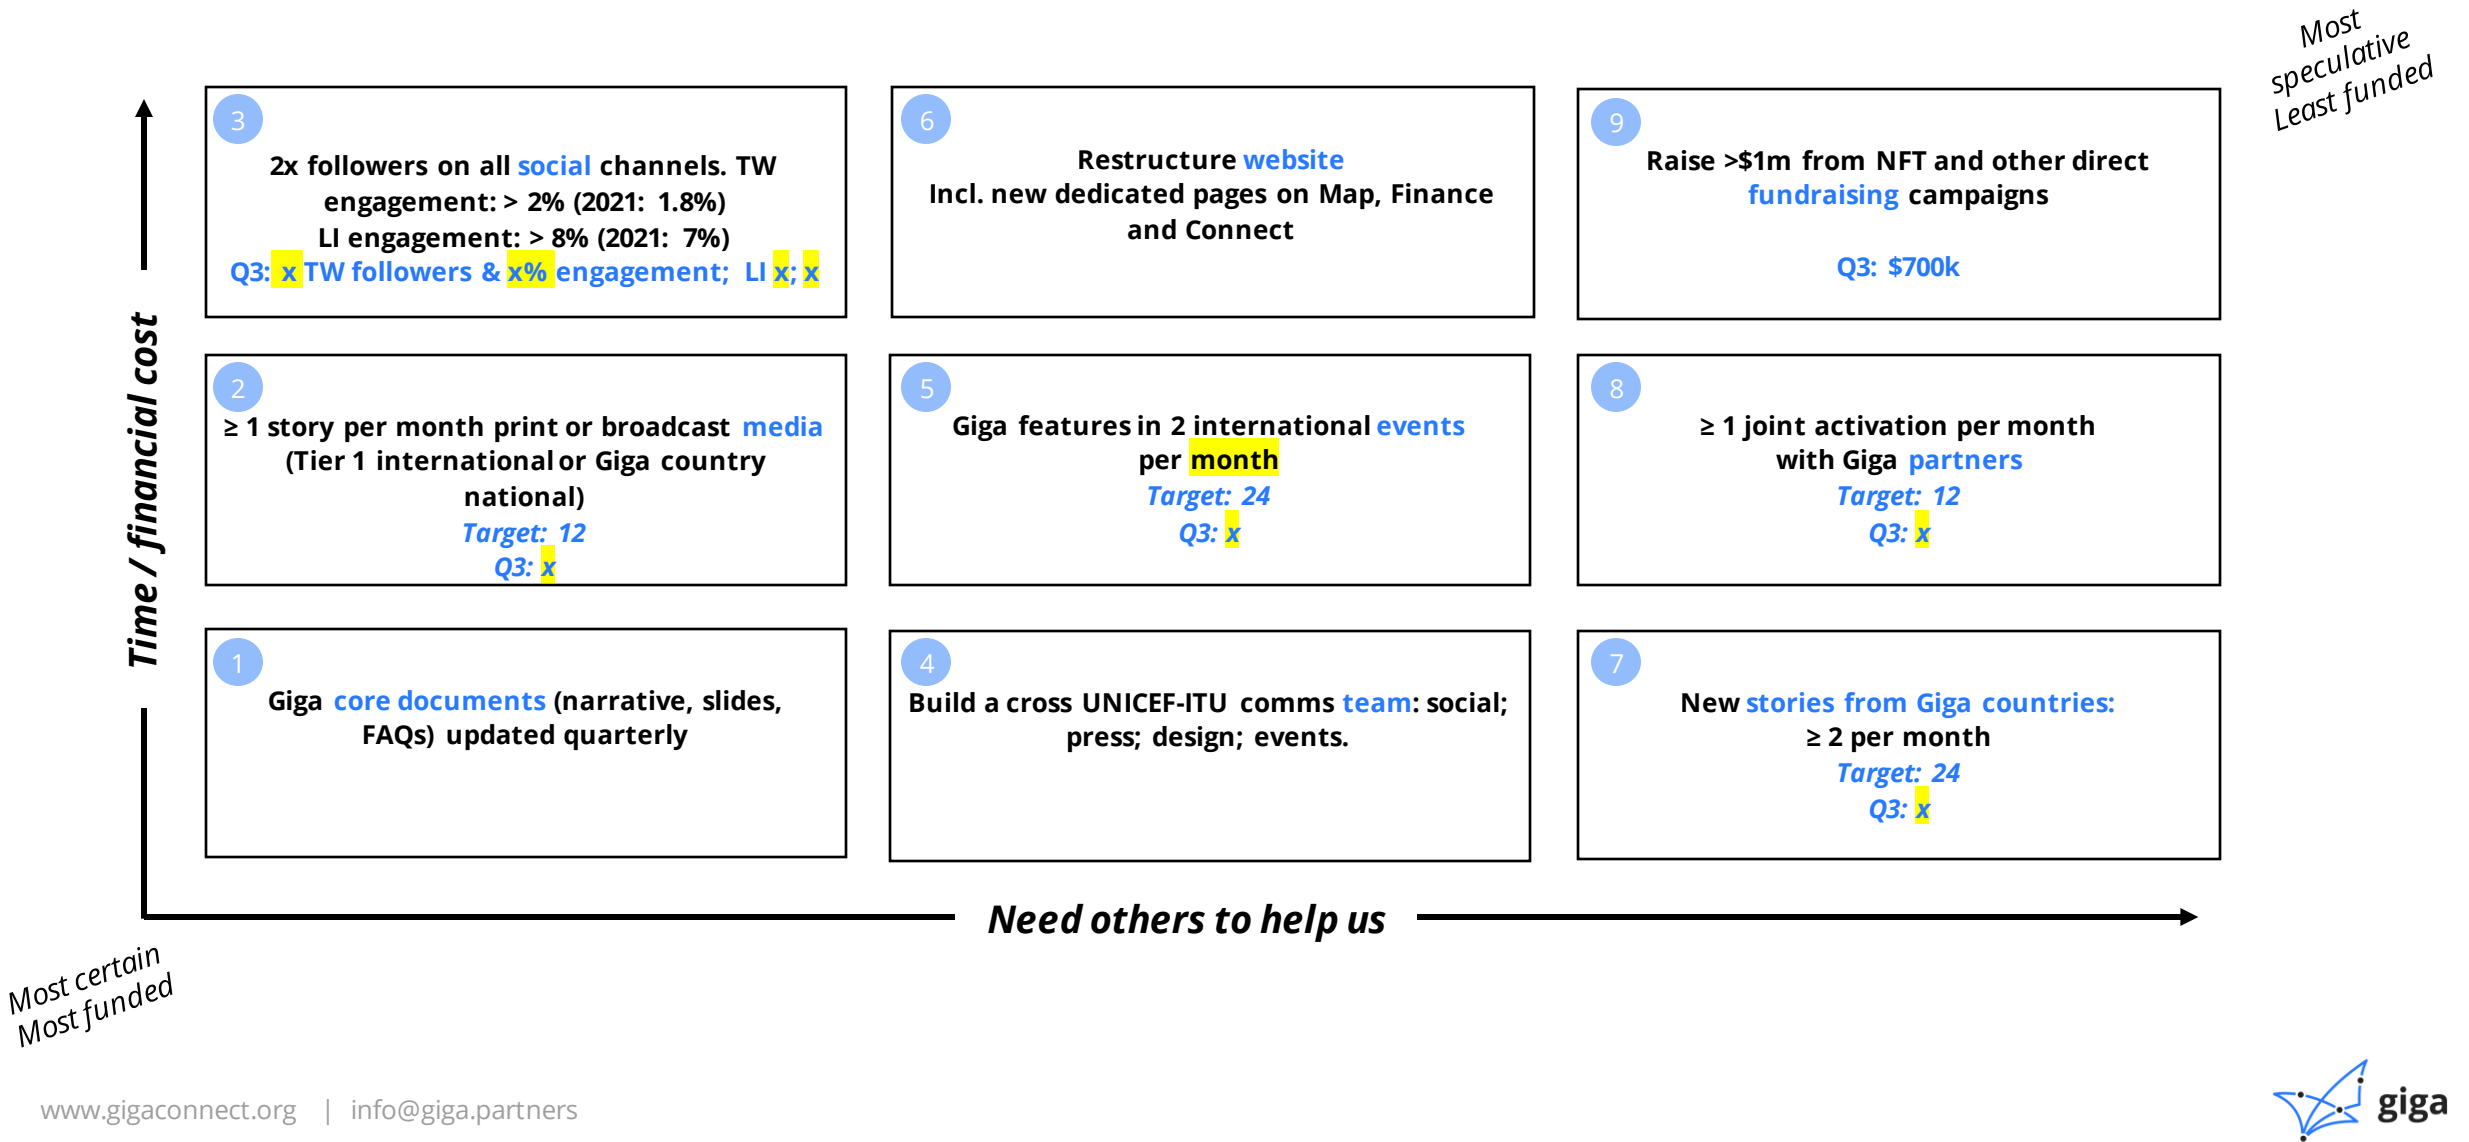 Most
speculative
Least funded
3
2x followers on all social channels. TW
engagement: > 2% (2021: 1.8%)
LI engagement: > 8% (2021: 7%)
Q3: x TW followers & x% engagement; LI x; x
6
Restructure website
Incl. new dedicated pages on Map, Finance
and Connect
9
Raise >$1m from NFT and other direct
fundraising campaigns
Q3: $700k
Time / financial cost
2
≥ 1 story per month print or broadcast media
(Tier 1 international or Giga country
national)
Target: 12
Q3: x
5
Giga features in 2 international events
per month
Target: 24
Q3: x
8
≥ 1 joint activation per month
with Giga partners
Target: 12
Q3: x
1
Giga core documents (narrative, slides,
FAQs) updated quarterly
4
Build a cross UNICEF-ITU comms team: social;
press; design; events.
7
New stories from Giga countries:
≥ 2 per month
Target: 24
Q3: x
Need others to help us
Most certain
Most funded
www.gigaconnect.org | info@giga.partners
giga